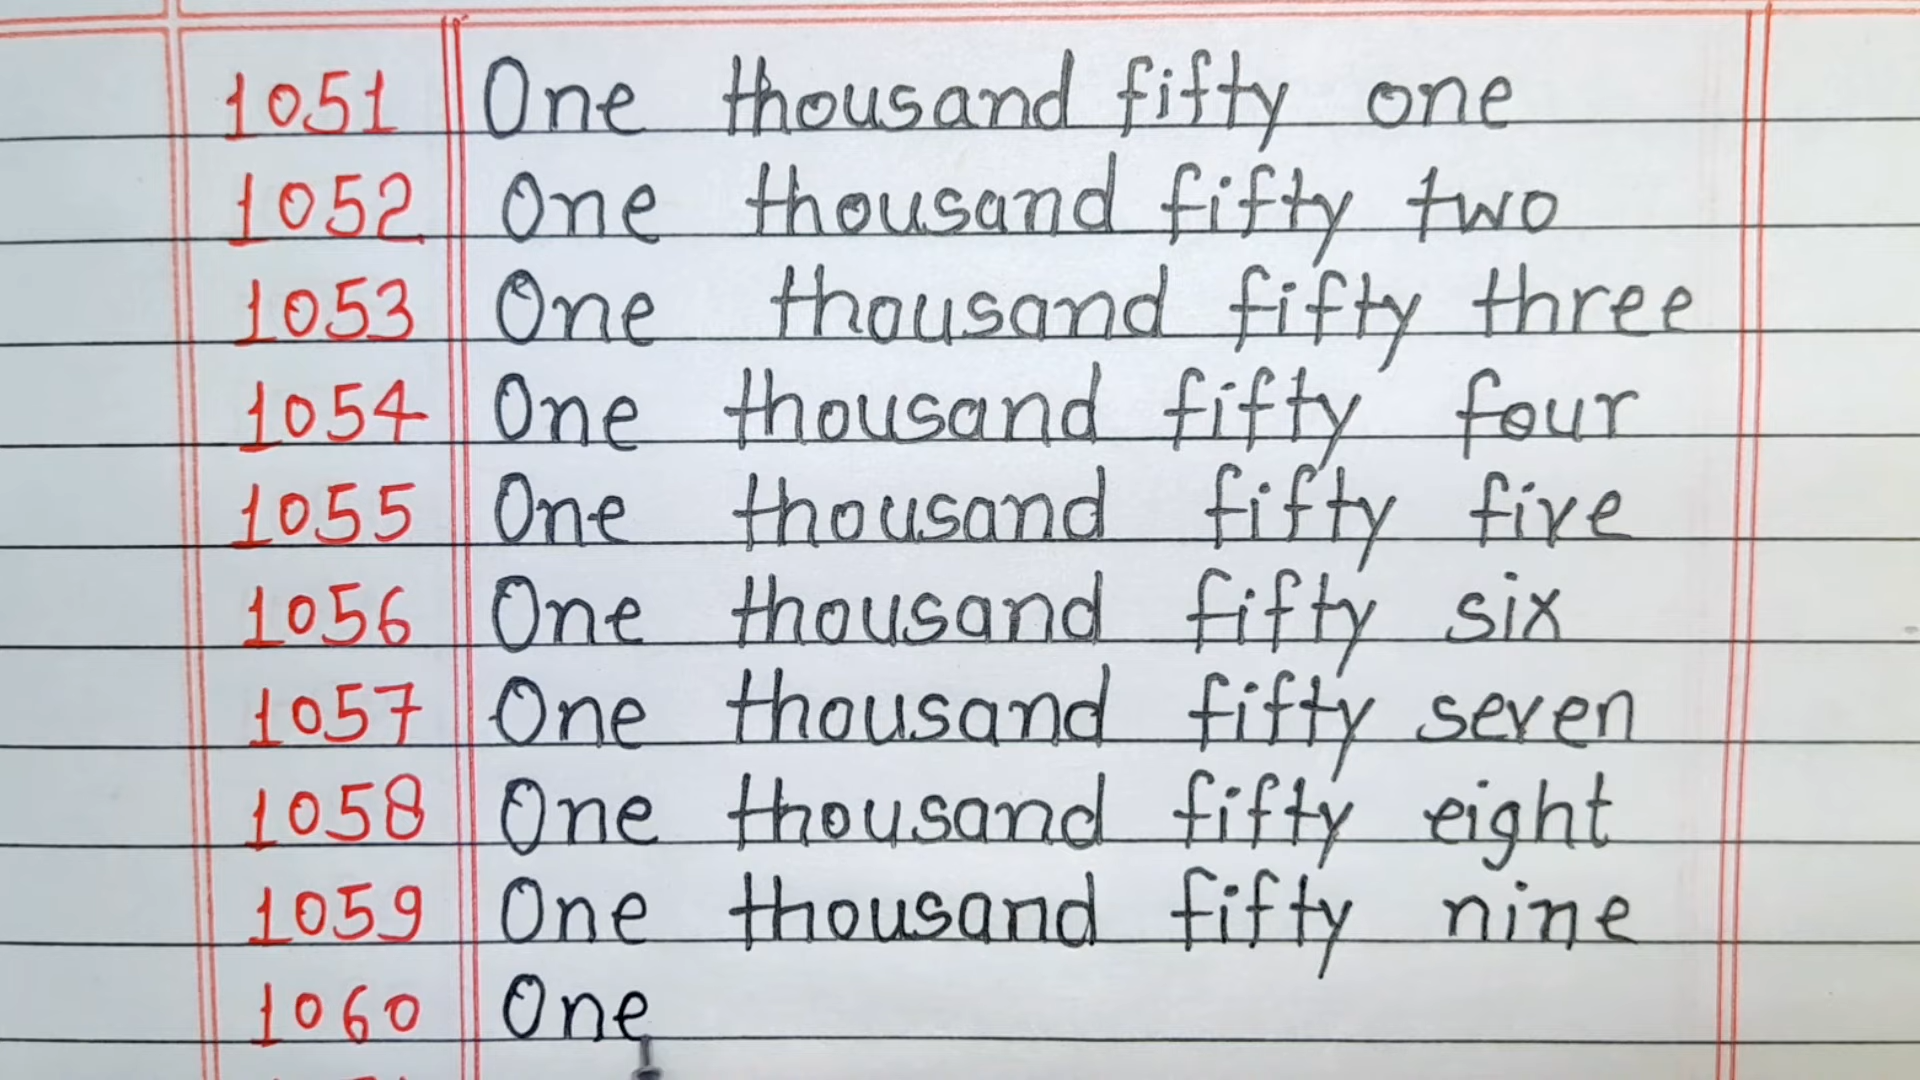 1051 One thousand fifty one
1052 One thousand fifty two
1053 One thousand fifty three
1054 One thousand fifty four
1055 One thousand fifty five
1056 One thousand fifty six
1057 One thousand fifty seven
1058 One thousand fifty eight
1059 One thousand fifty nine
1060 One